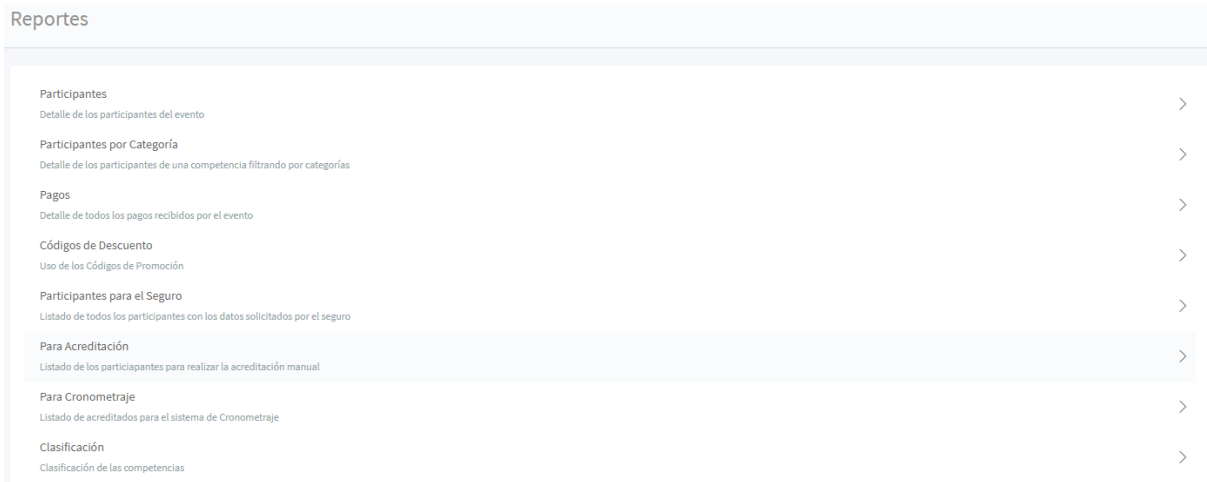 Reportes
Participantes
Detalle de los participantes del evento
Participantes por Categoría
Detalle de los participantes de una competencia filtrando por categorías
Pagos
Detalle de todos los pagos recibidos por el evento
Códigos de Descuento
Uso de los Códigos de Promoción
Participantes para el Seguro
Listado de todos los participantes con los datos solicitados por el seguro
Para Acreditación
Listado de los particiapantes para realizar la acreditación manual
Para Cronometraje
Listado de acreditados para el sistema de Cronometraje
Clasificación
Clasificación de las competencias